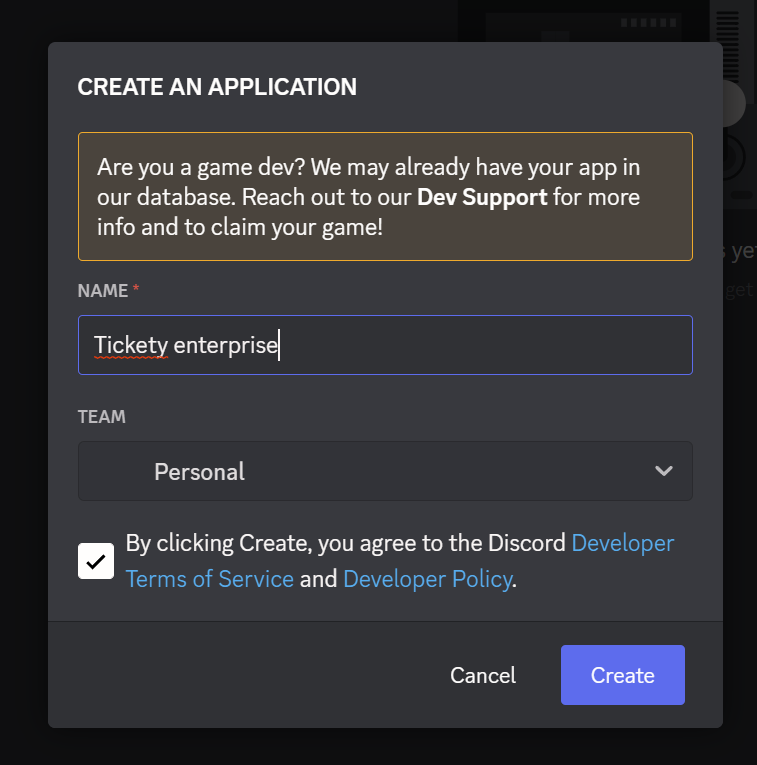 CREATE AN APPLICATION
Are you a game dev? We may already have your app in
our database. Reach out to our Dev Support for more
info and to claim your game!
NAME *
Tickety enterprise
TEAM
Personal
By clicking Create, you agree to the Discord Developer
Terms of Service and Developer Policy.
Cancel
Create
get